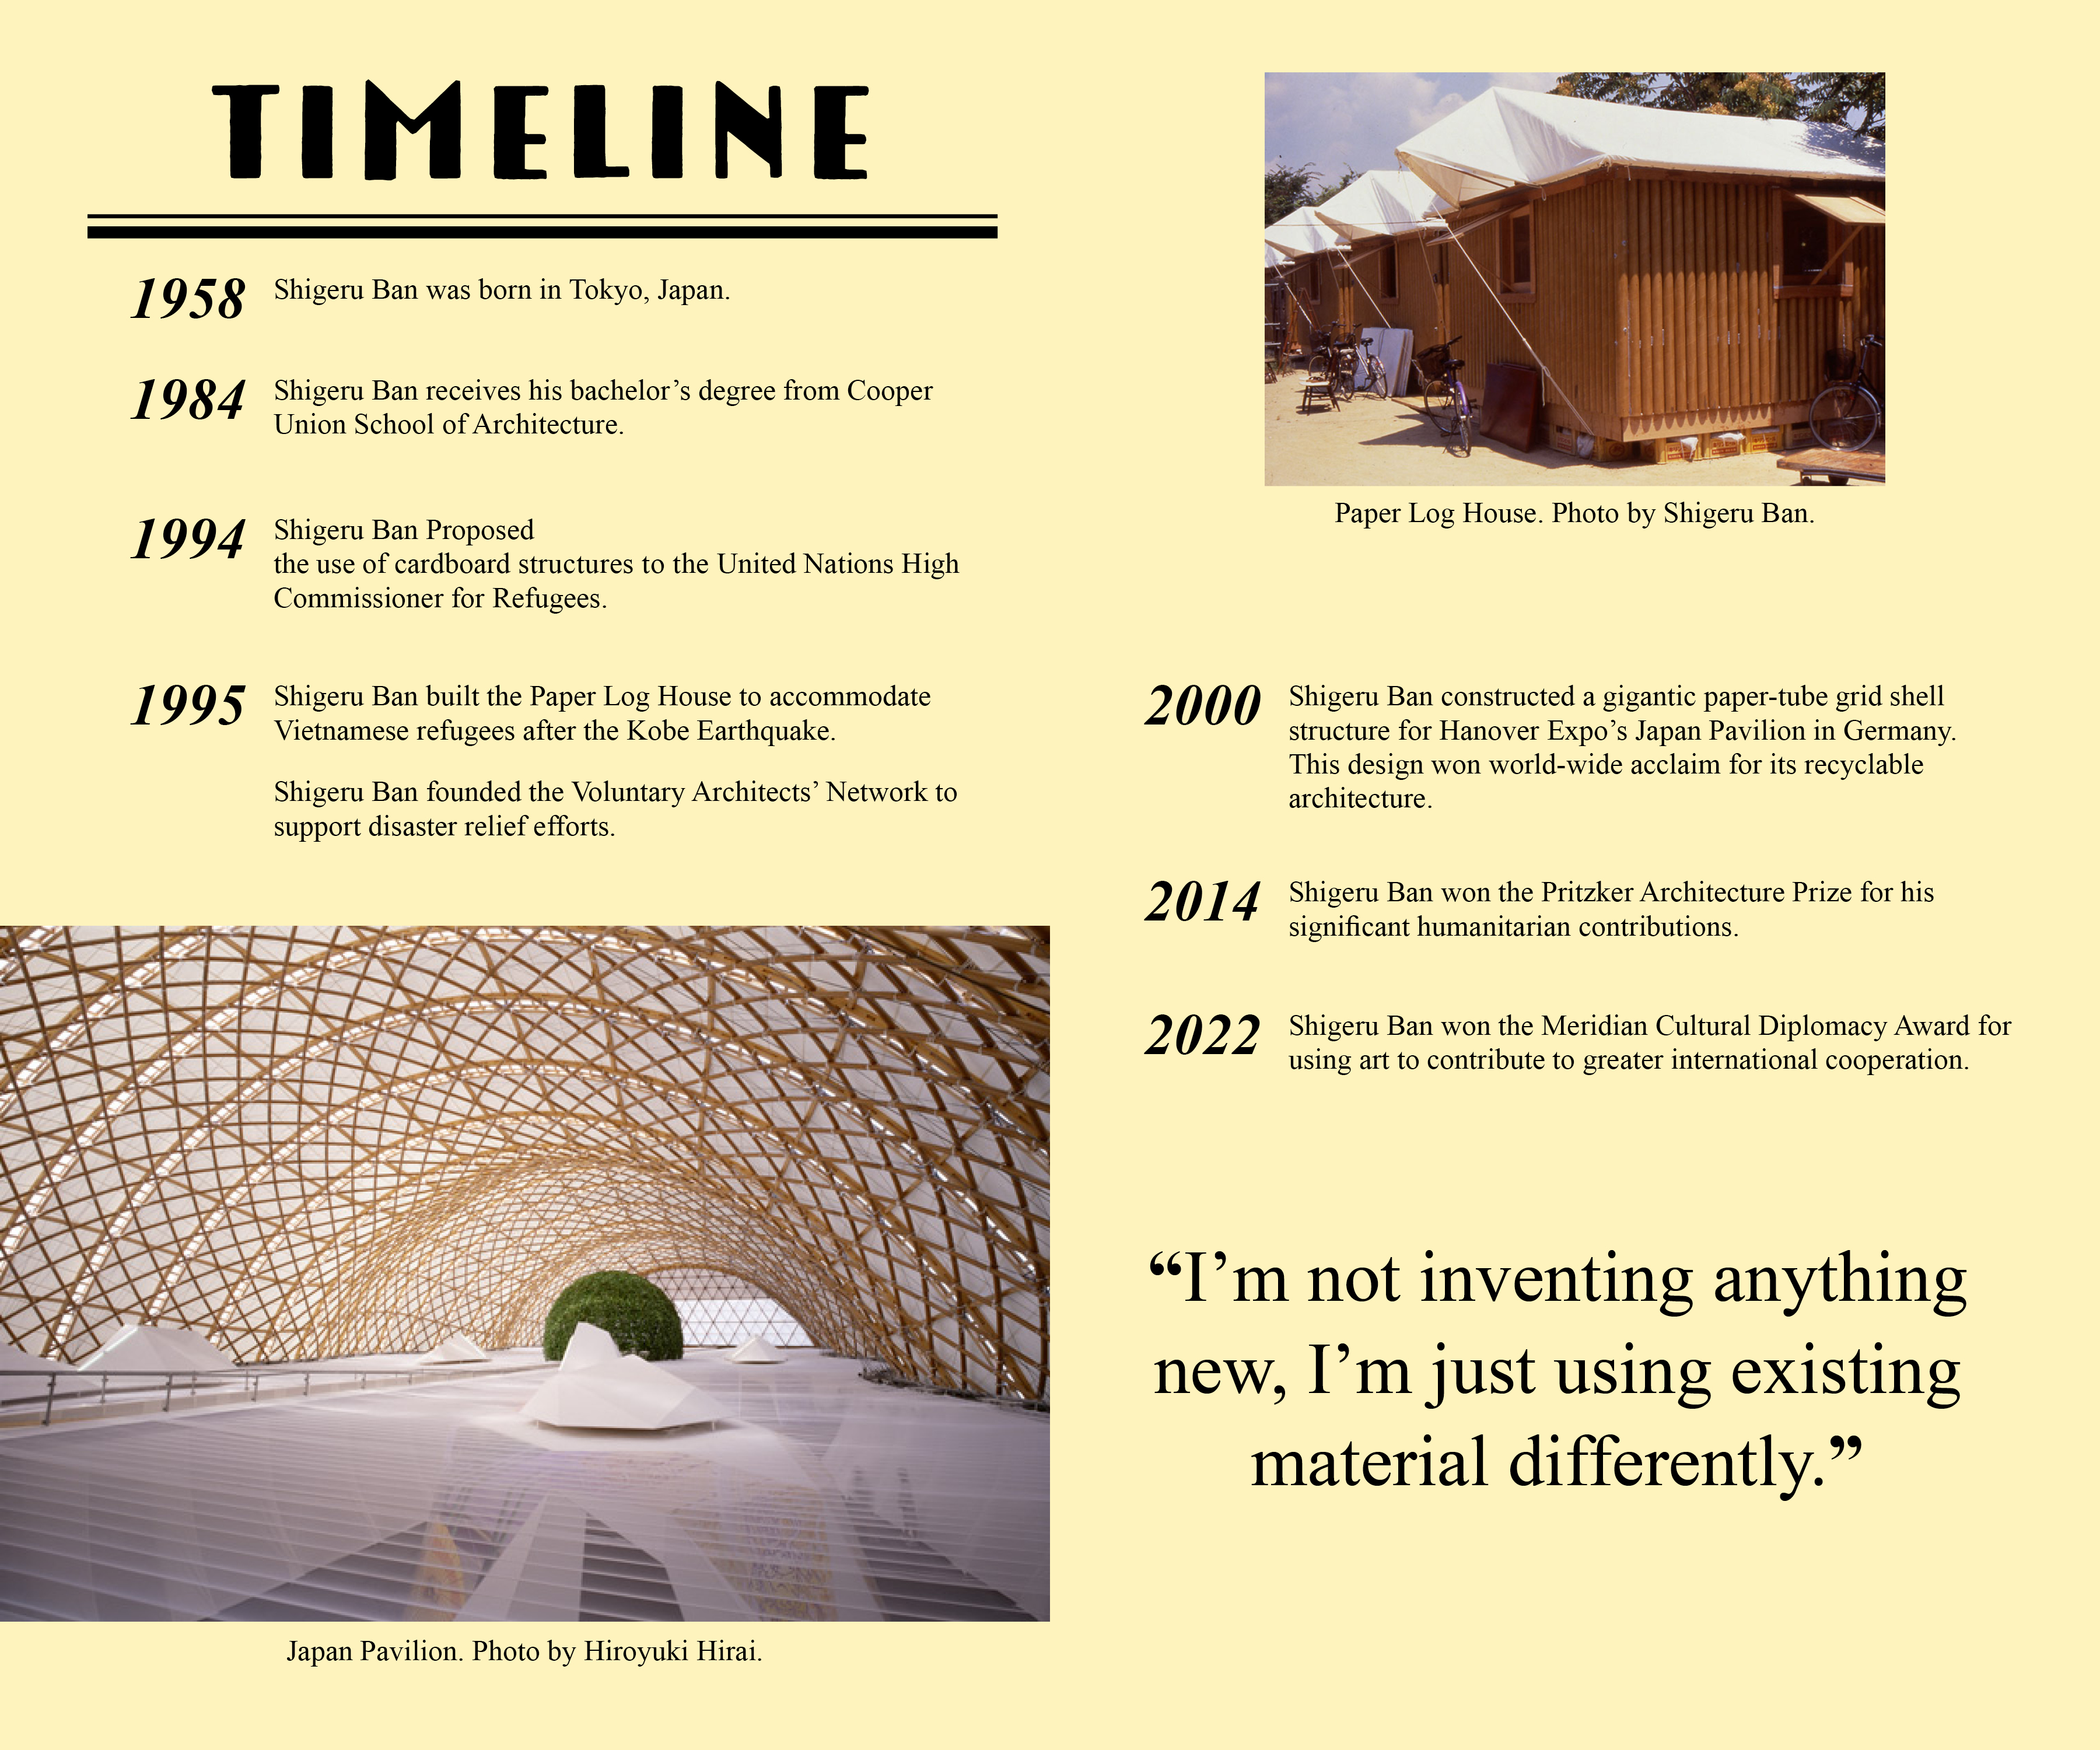 TIMELINE
1958 Shigeru Ban was born in Tokyo, Japan.
1984 Shigeru Ban receives his bachelor’s degree from Cooper
Union School of Architecture.
1994 Shigeru Ban Proposed
the use of cardboard structures to the United Nations High
Commissioner for Refugees.
1995 Shigeru Ban built the Paper Log House to accommodate
Vietnamese refugees after the Kobe Earthquake.
Shigeru Ban founded the Voluntary Architects’ Network to
support disaster relief efforts.
Japan Pavilion. Photo by Hiroyuki Hirai.
Paper Log House. Photo by Shigeru Ban.
2000 Shigeru Ban constructed a gigantic paper-tube grid shell
structure for Hanover Expo’s Japan Pavilion in Germany.
This design won world-wide acclaim for its recyclable
architecture.
2014 Shigeru Ban won the Pritzker Architecture Prize for his
significant humanitarian contributions.
2022 Shigeru Ban won the Meridian Cultural Diplomacy Award for
using art to contribute to greater international cooperation.
“I’m not inventing anything
new, I’m just using existing
material differently.”